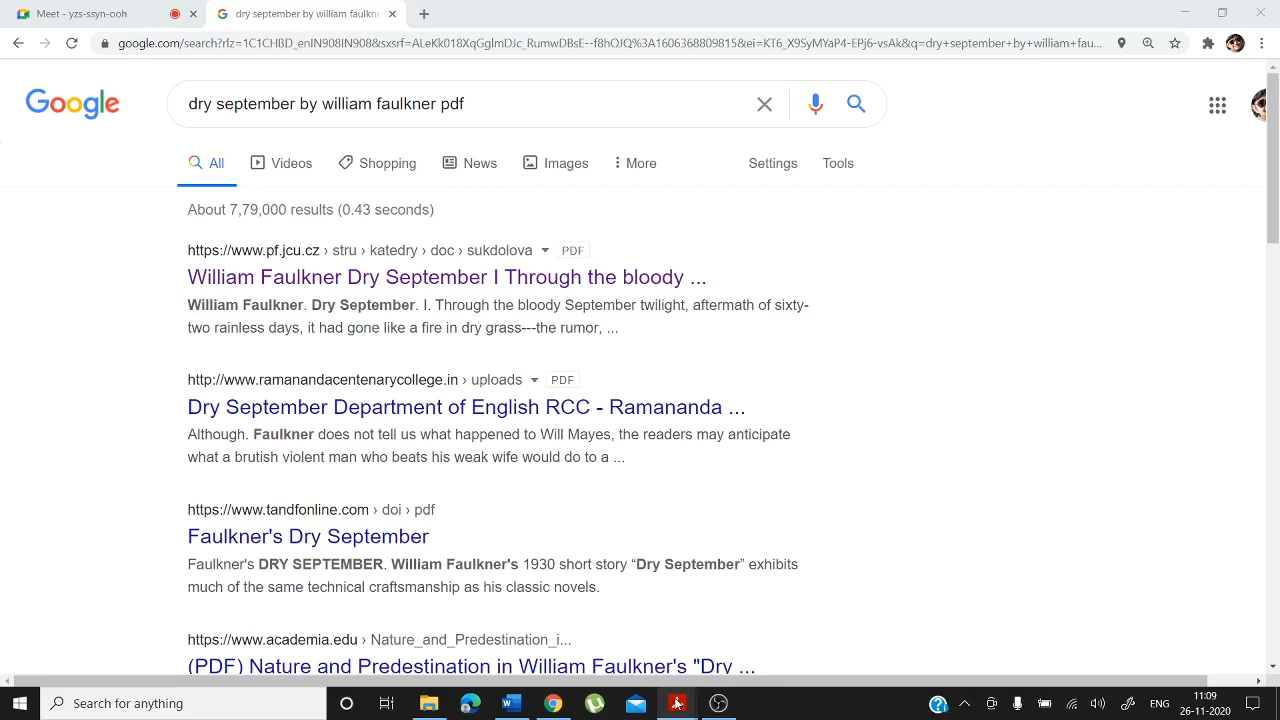 Meet - yzs-ssyn-ooh
dry september by william faulkne
google.com/search?rlz=1C1CHBD_enIN908IN908&sxsrf=ALeKk018XqGglmDJc_RumwDBsE--f8hOJQ%3A1606368809815&ei=KT6_X9SyMYaP4-EPj6-vsAk&q=dry+september+by+william+fau...
Google
dry september by william faulkner pdf
All Videos Shopping News Images More Settings Tools
About 7,79,000 results (0.43 seconds)
https://www.pf.jcu.cz › stru › katedry › doc › sukdolova PDF
William Faulkner Dry September I Through the bloody ...
William Faulkner. Dry September. I. Through the bloody September twilight, aftermath of sixty-
two rainless days, it had gone like a fire in dry grass---the rumor, ...
http://www.ramanandacentenarycollege.in › uploads PDF
Dry September Department of English RCC - Ramananda ...
Although. Faulkner does not tell us what happened to Will Mayes, the readers may anticipate
what a brutish violent man who beats his weak wife would do to a ...
https://www.tandfonline.com › doi › pdf
Faulkner's Dry September
Faulkner's DRY SEPTEMBER. William Faulkner's 1930 short story “Dry September” exhibits
much of the same technical craftsmanship as his classic novels.
https://www.academia.edu › Nature_and_Predestination_i...
(PDF) Nature and Predestination in William Faulkner's "Dry ...
Search for anything
ENG
11:09
26-11-2020